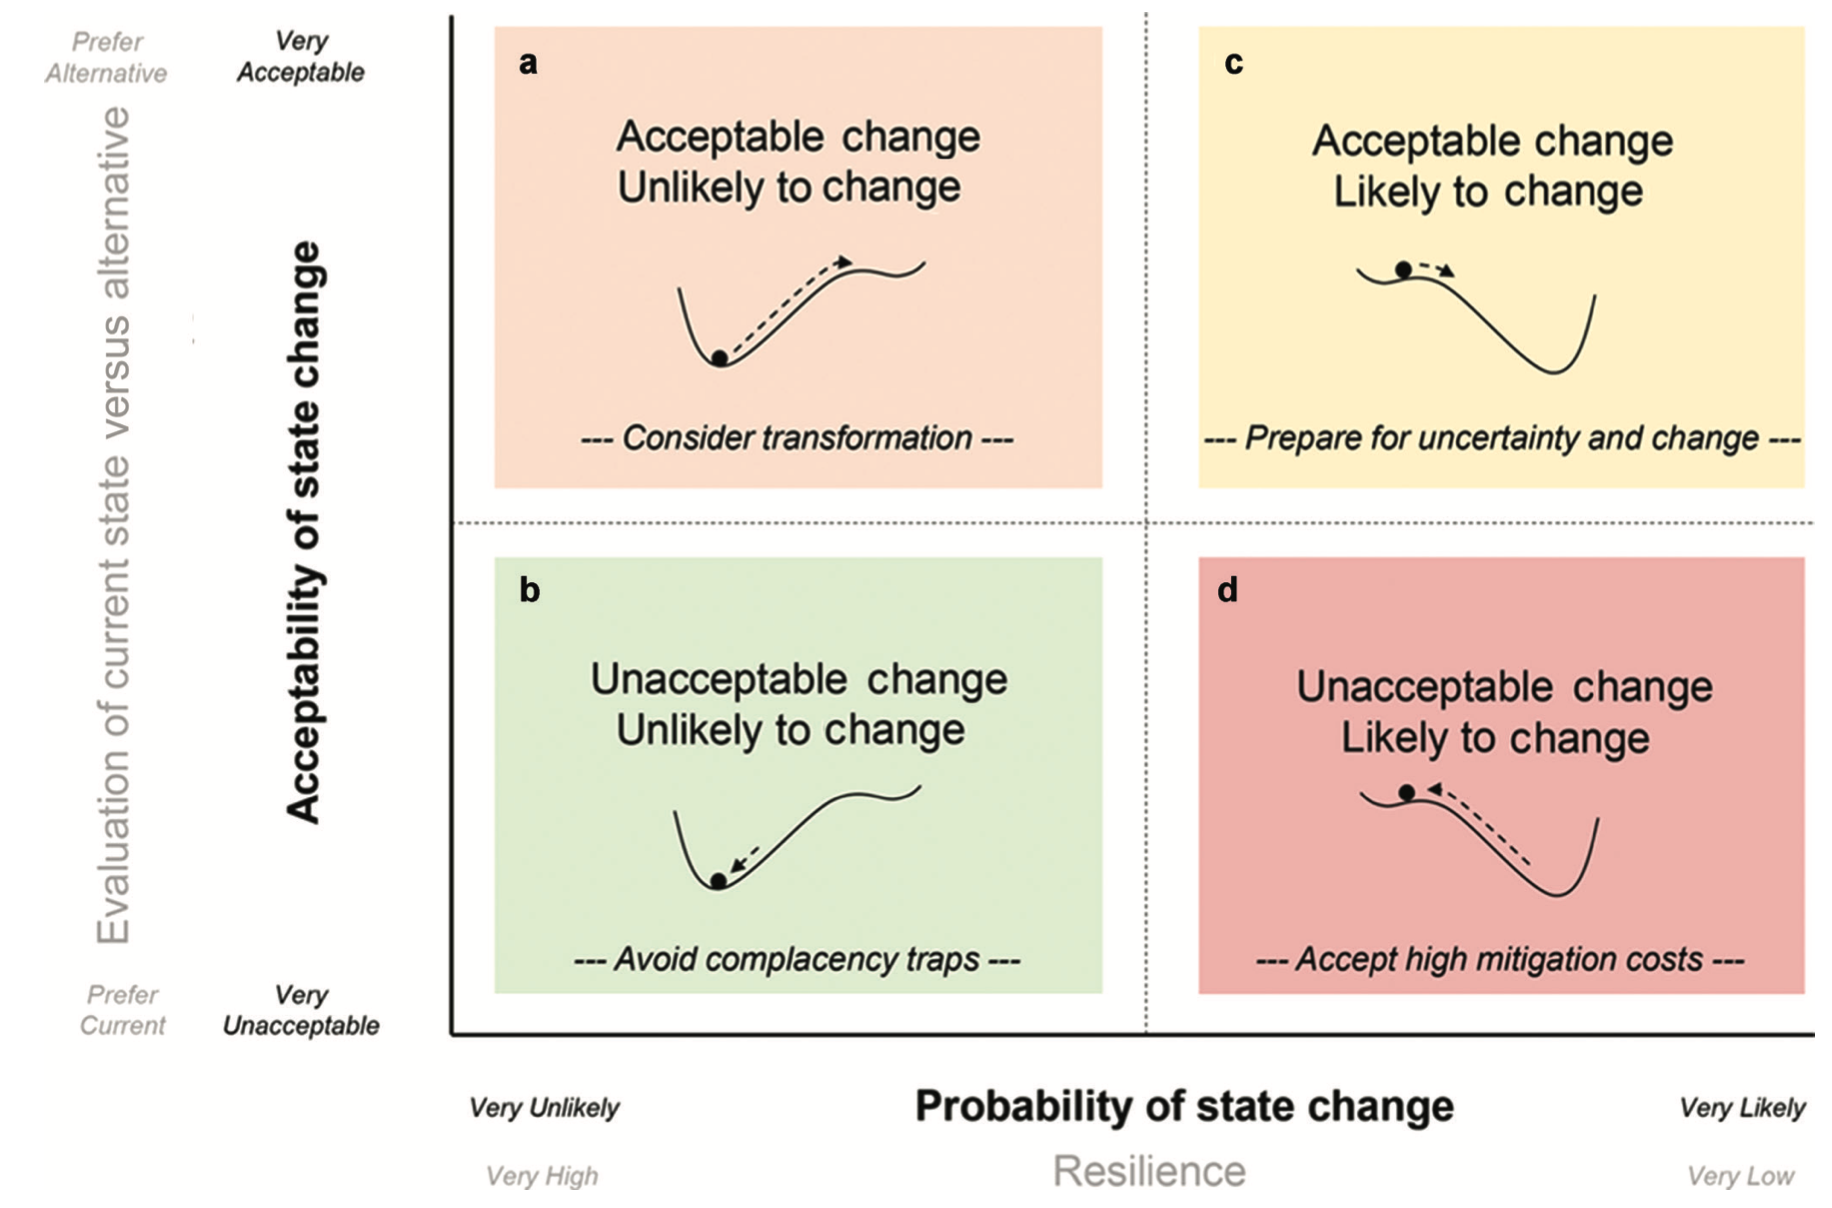 Prefer
Alternative
Very
Acceptable
Evaluation of current state versus alternative
Acceptability of state change
Prefer
Current
Very
Unacceptable
a
Acceptable change
Unlikely to change
--- Consider transformation ---
c
Acceptable change
Likely to change
--- Prepare for uncertainty and change ---
b
Unacceptable change
Unlikely to change
--- Avoid complacency traps ---
d
Unacceptable change
Likely to change
--- Accept high mitigation costs ---
Very Unlikely
Probability of state change
Very Likely
Very High
Resilience
Very Low